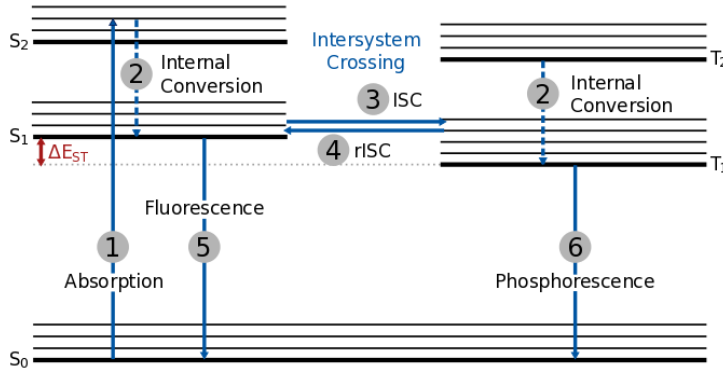 S2
T2
Intersystem
Crossing
2
Internal
Conversion
3 ISC
2
Internal
Conversion
S1
4 rISC
ΔEST
T1
Fluorescence
1
5
6
Absorption
Phosphorescence
S0